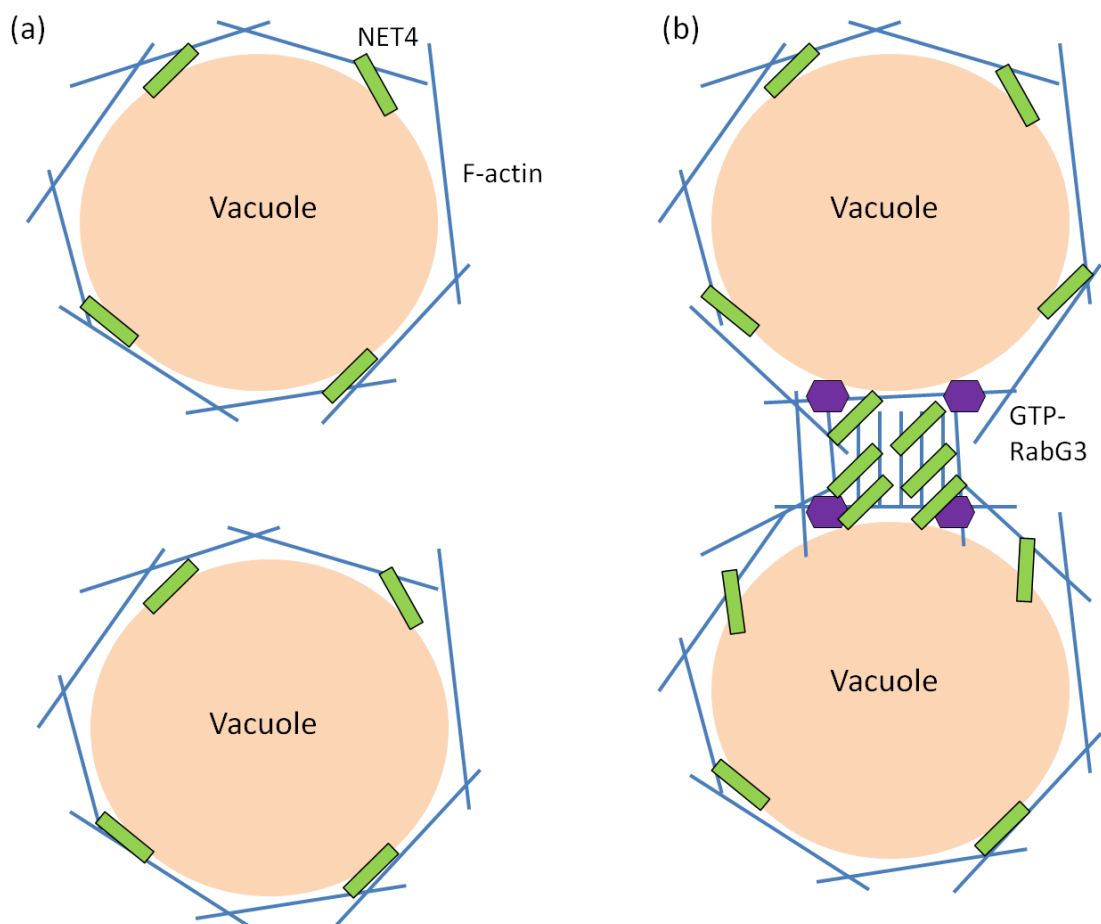 (a)
NET4
Vacuole
F-actin
Vacuole
(b)
Vacuole
GTP-
RabG3
Vacuole